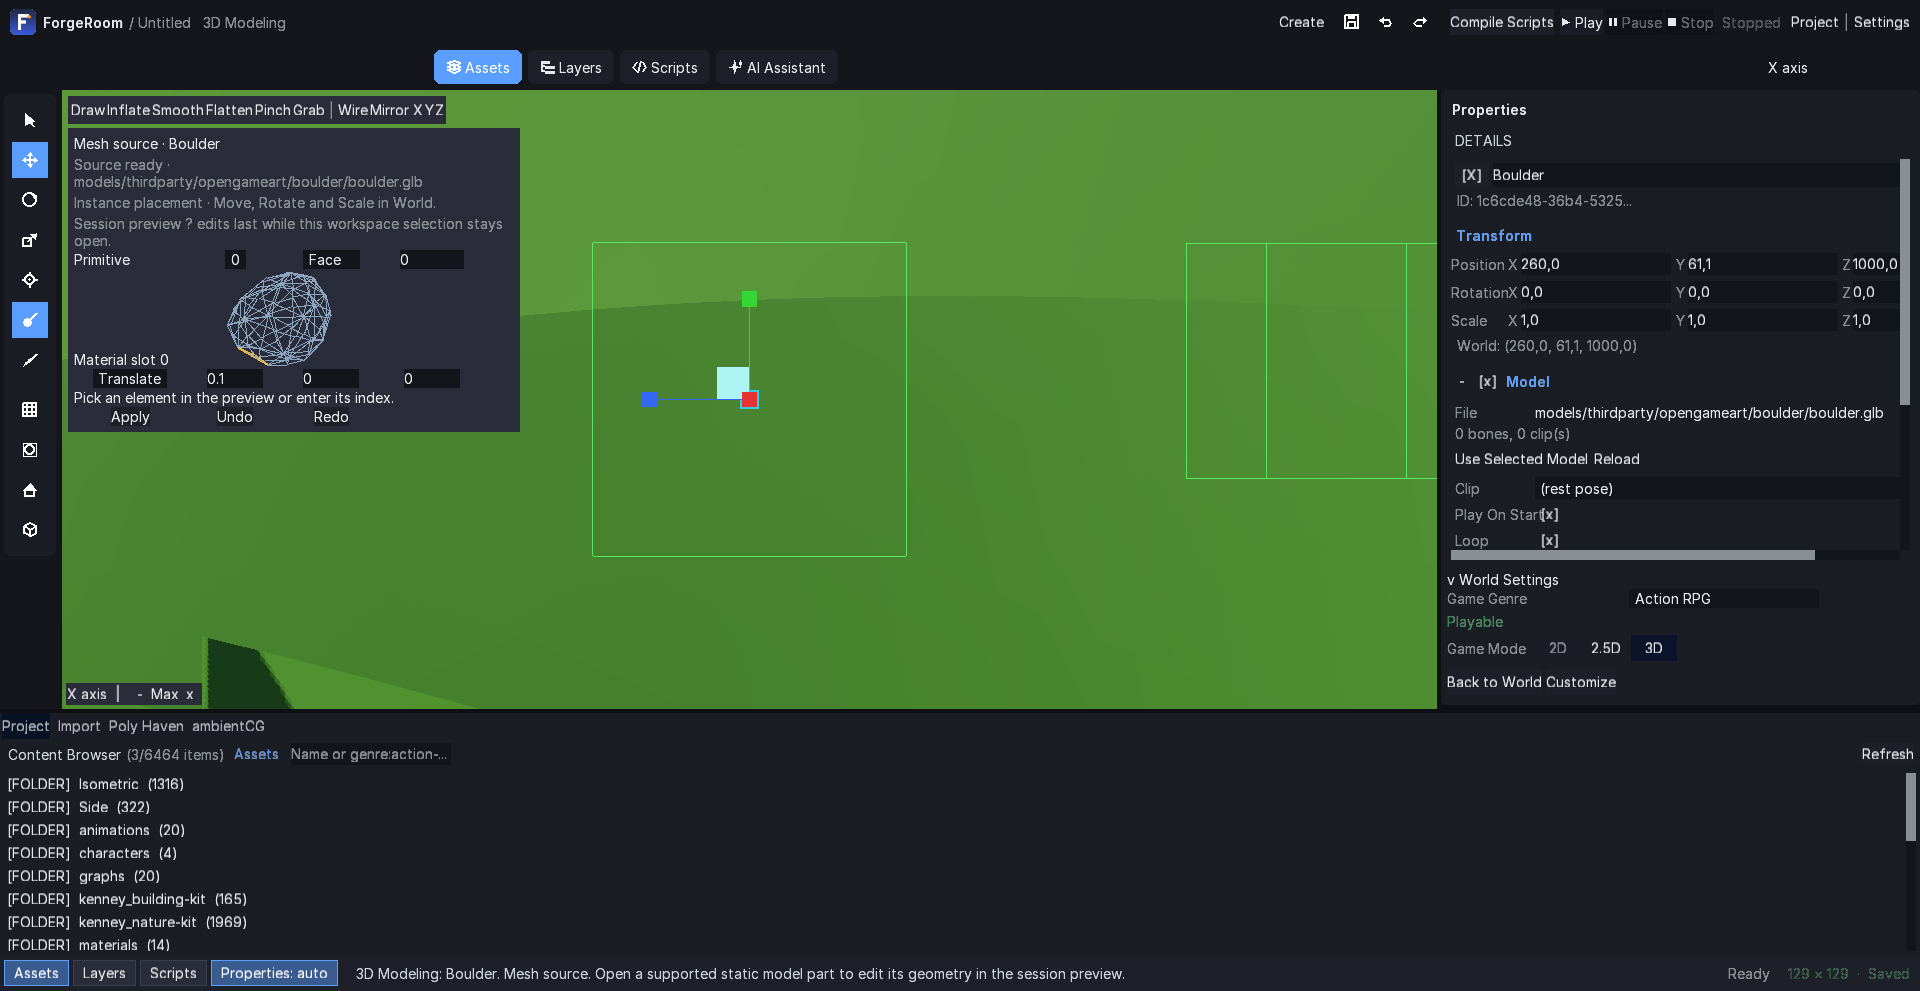 ForgeRoom / Untitled 3D Modeling Create Compile Scripts Play Pause Stop Stopped Project | Settings
Assets Layers Scripts AI Assistant X axis
Draw Inflate Smooth Flatten Pinch Grab | Wire Mirror X Y Z
Mesh source · Boulder
Source ready ·
models/thirdparty/opengameart/boulder/boulder.glb
Instance placement · Move, Rotate and Scale in World.
Session preview ? edits last while this workspace selection stays
open.
Primitive 0 Face 0
Material slot 0
Translate 0.1 0 0
Pick an element in the preview or enter its index.
Apply Undo Redo
X axis | - Max x
Properties
DETAILS
[X] Boulder
ID: 1c6cde48-36b4-5325...
Transform
Position X 260,0 Y 61,1 Z 1000,0
Rotation X 0,0 Y 0,0 Z 0,0
Scale X 1,0 Y 1,0 Z 1,0
World: (260,0, 61,1, 1000,0)
- [x] Model
File models/thirdparty/opengameart/boulder/boulder.glb
0 bones, 0 clip(s)
Use Selected Model Reload
Clip (rest pose)
Play On Start [x]
Loop [x]
v World Settings
Game Genre Action RPG
Playable
Game Mode 2D 2.5D 3D
Back to World Customize
Project Import Poly Haven ambientCG
Content Browser (3/6464 items) Assets Name or genre:action-... Refresh
[FOLDER] Isometric (1316)
[FOLDER] Side (322)
[FOLDER] animations (20)
[FOLDER] characters (4)
[FOLDER] graphs (20)
[FOLDER] kenney_building-kit (165)
[FOLDER] kenney_nature-kit (1969)
[FOLDER] materials (14)
Assets Layers Scripts Properties: auto 3D Modeling: Boulder. Mesh source. Open a supported static model part to edit its geometry in the session preview. Ready 129 × 129 · Saved